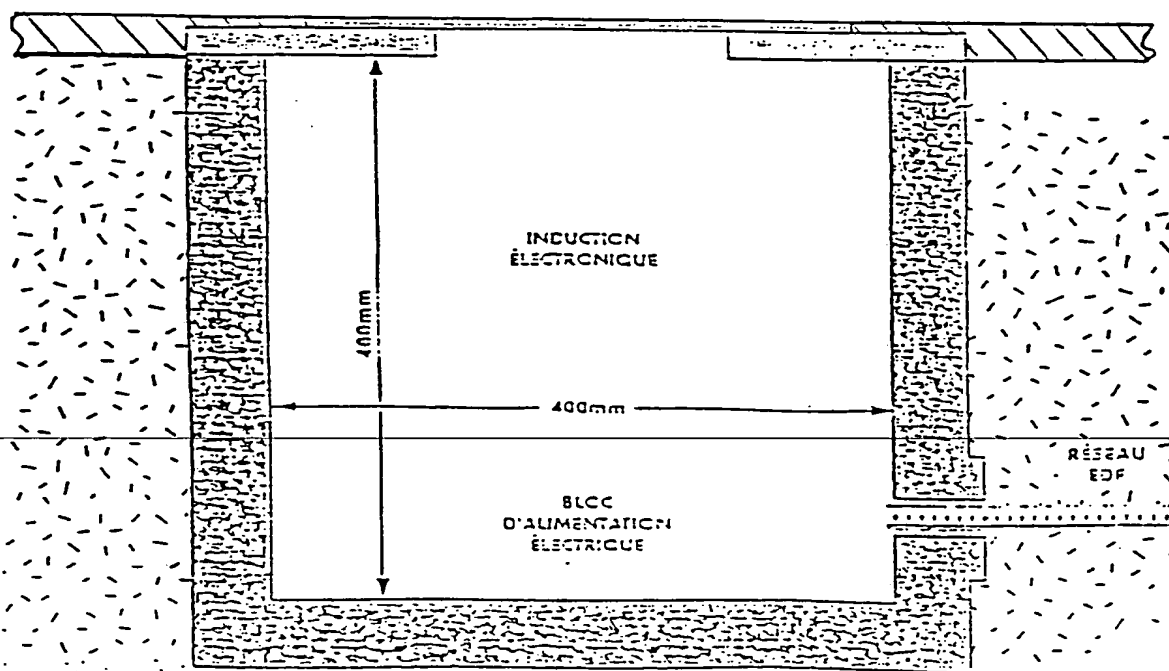 INDUCTION
ÉLECTRONIQUE
400mm
400mm
RÉSEAU
EDF
BLOC
D'ALIMENTATION
ÉLECTRIQUE